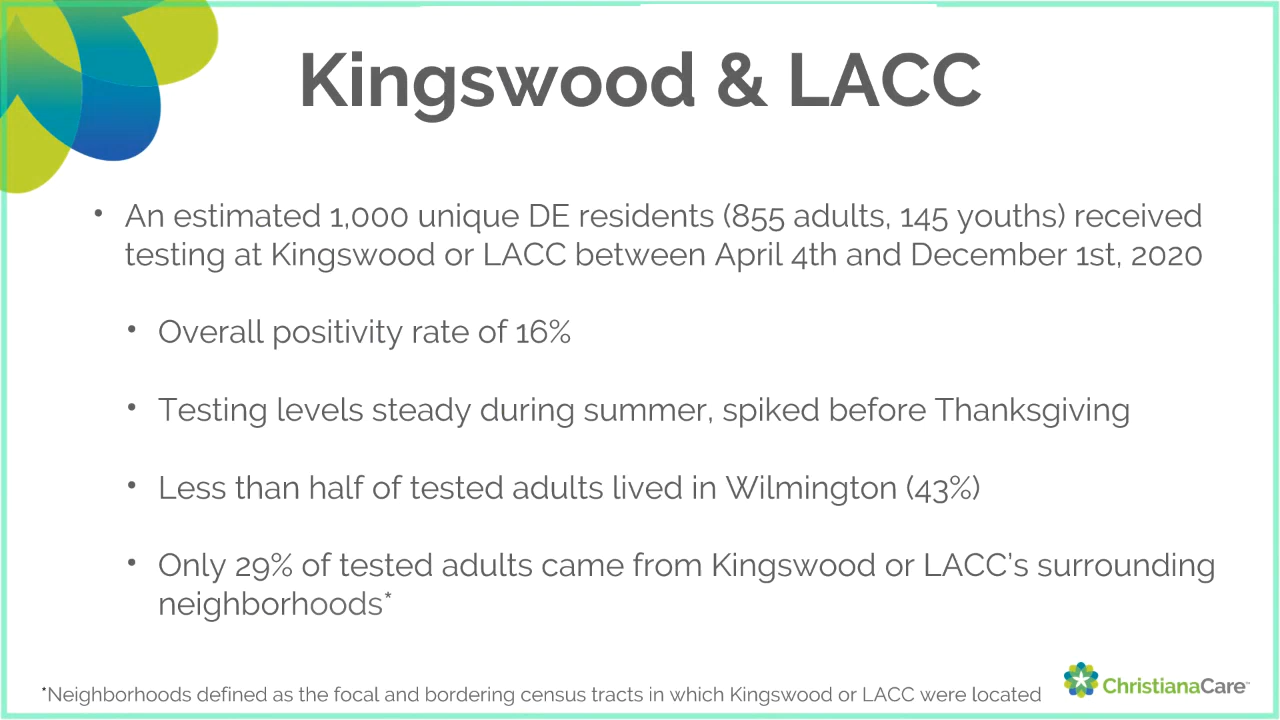 Kingswood & LACC
• An estimated 1,000 unique DE residents (855 adults, 145 youths) received
testing at Kingswood or LACC between April 4th and December 1st, 2020
• Overall positivity rate of 16%
• Testing levels steady during summer, spiked before Thanksgiving
• Less than half of tested adults lived in Wilmington (43%)
• Only 29% of tested adults came from Kingswood or LACC's surrounding
neighborhoods*
*Neighborhoods defined as the focal and bordering census tracts in which Kingswood or LACC were located
ChristianaCare™